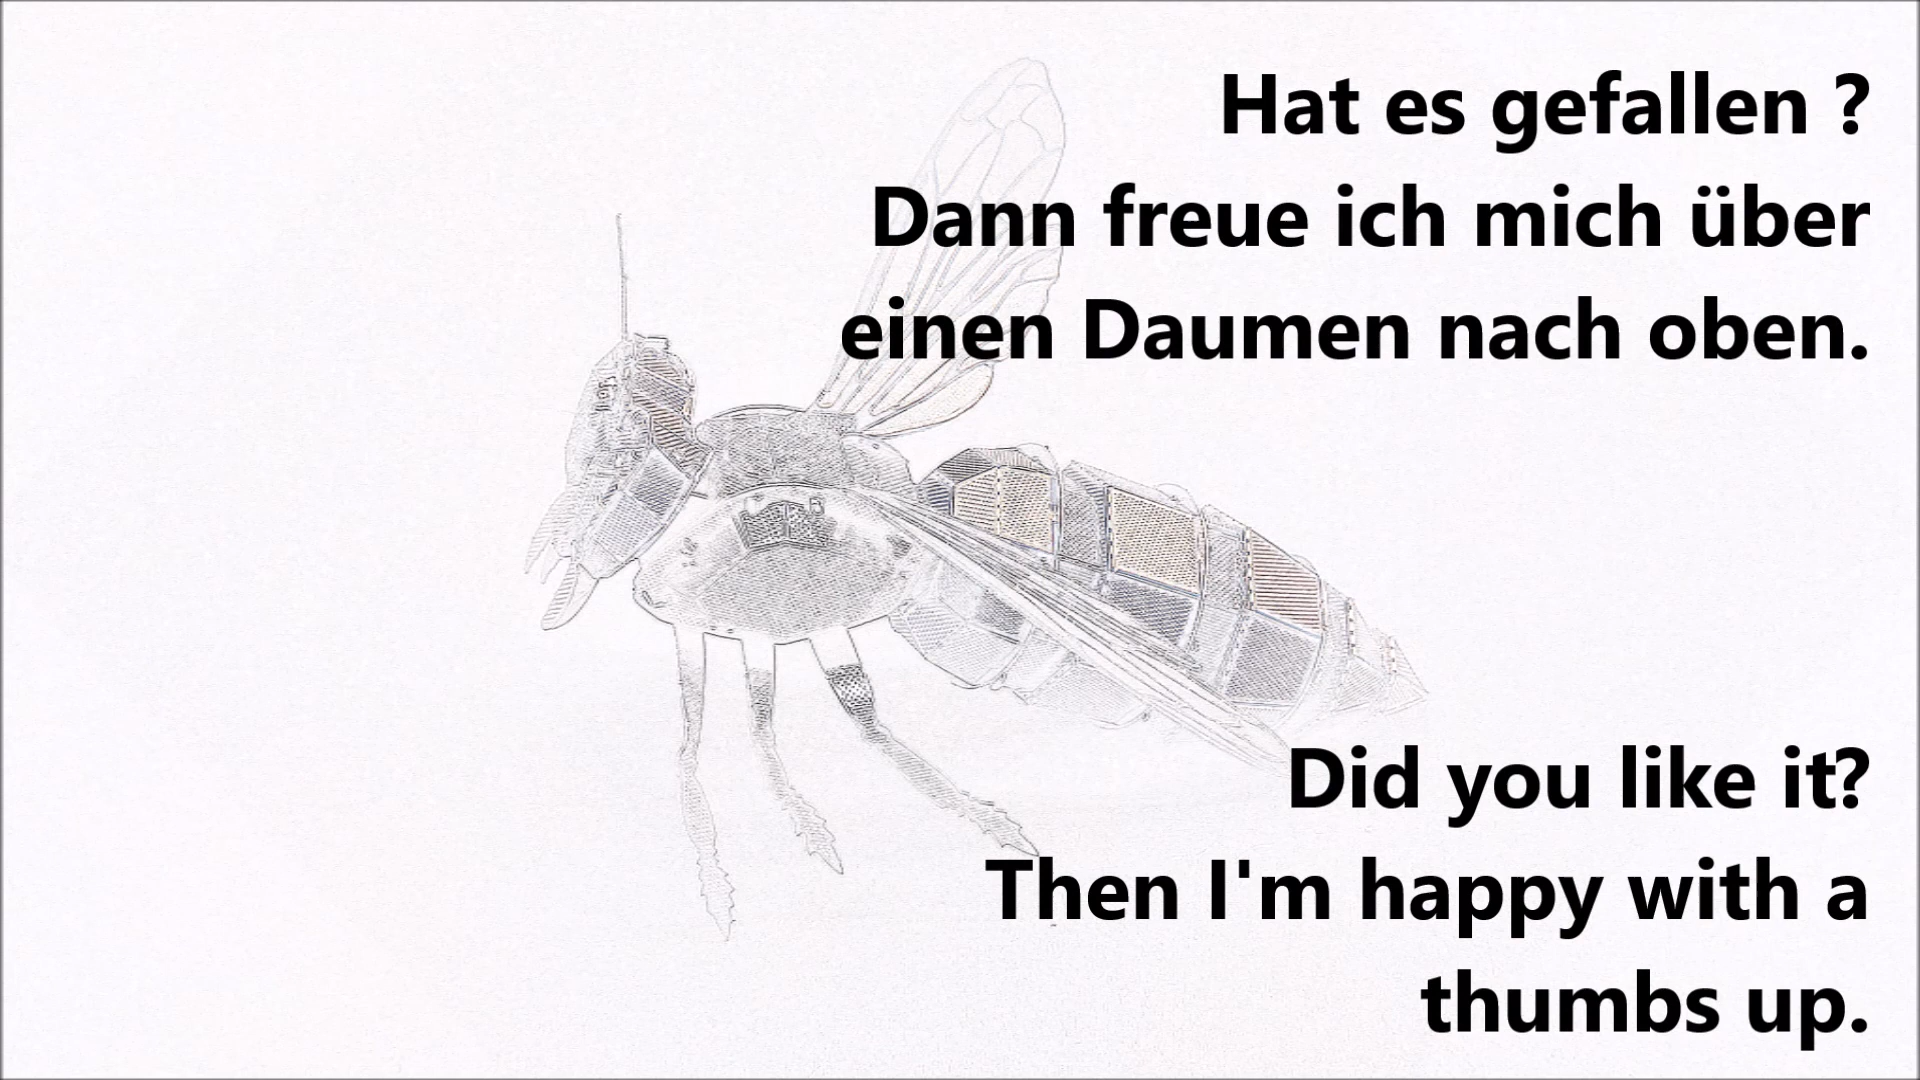 Hat es gefallen ?
Dann freue ich mich über
einen Daumen nach oben.
Did you like it?
Then I'm happy with a
thumbs up.